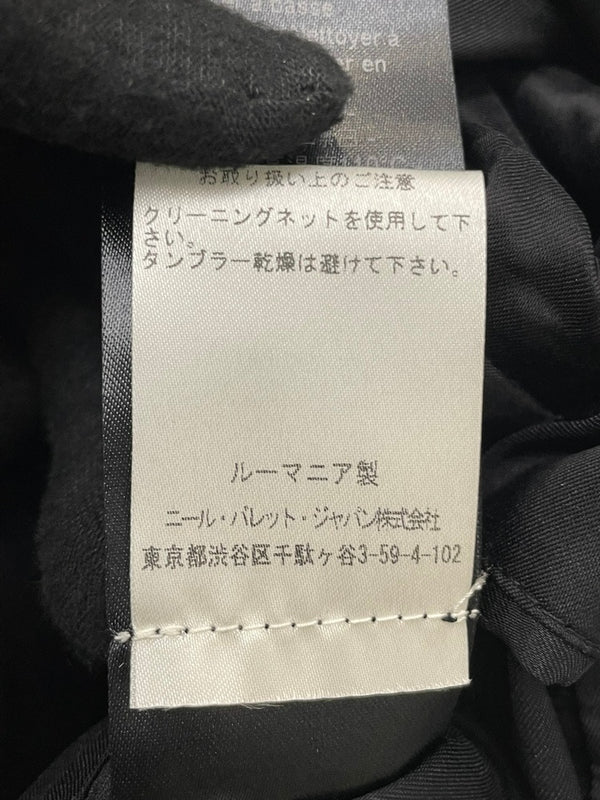 à basse
ttoyer à
er en
お取り扱い上のご注意
クリーニングネットを使用して下
さい。
タンブラー乾燥は避けて下さい。
ルーマニア製
ニール・バレット・ジャパン株式会社
東京都渋谷区千駄ヶ谷3-59-4-102